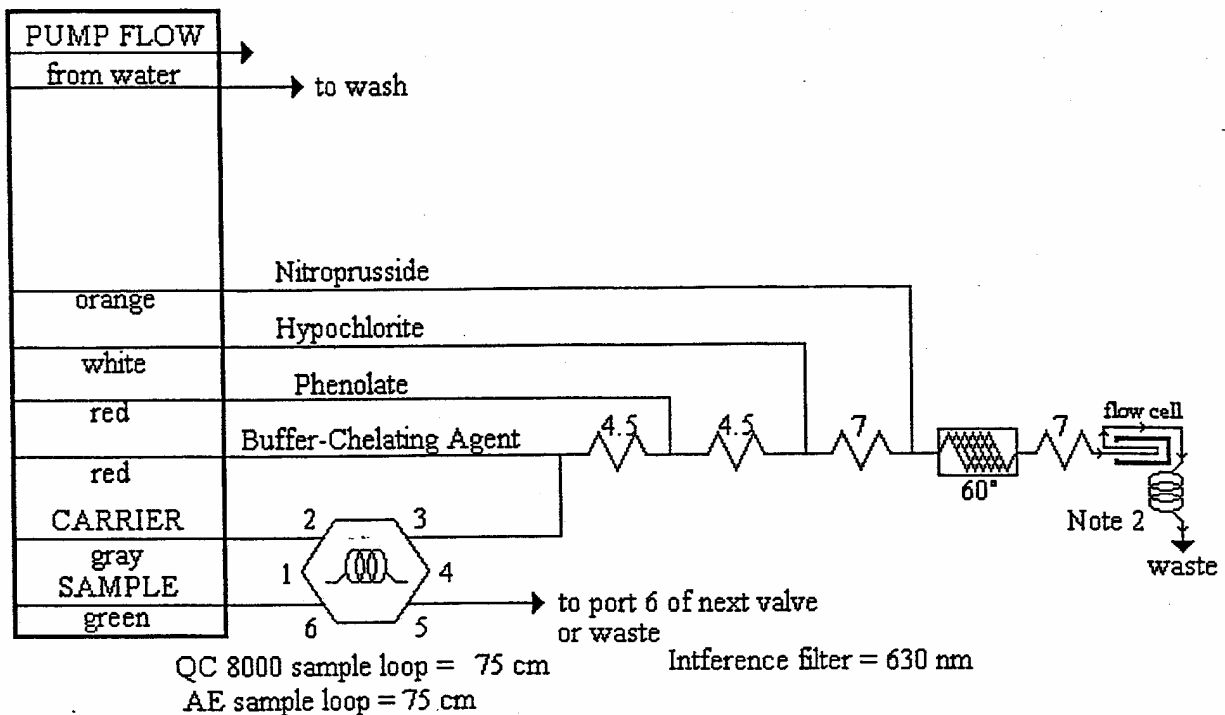 PUMP FLOW
from water
to wash
Nitroprusside
orange
Hypochlorite
white
Phenolate
red
Buffer-Chelating Agent
red
4.5
4.5
7
60°
7
flow cell
Note 2
waste
CARRIER
gray
SAMPLE
green
2
3
1
4
6
5
to port 6 of next valve
or waste
QC 8000 sample loop = 75 cm
AE sample loop = 75 cm
Intference filter = 630 nm